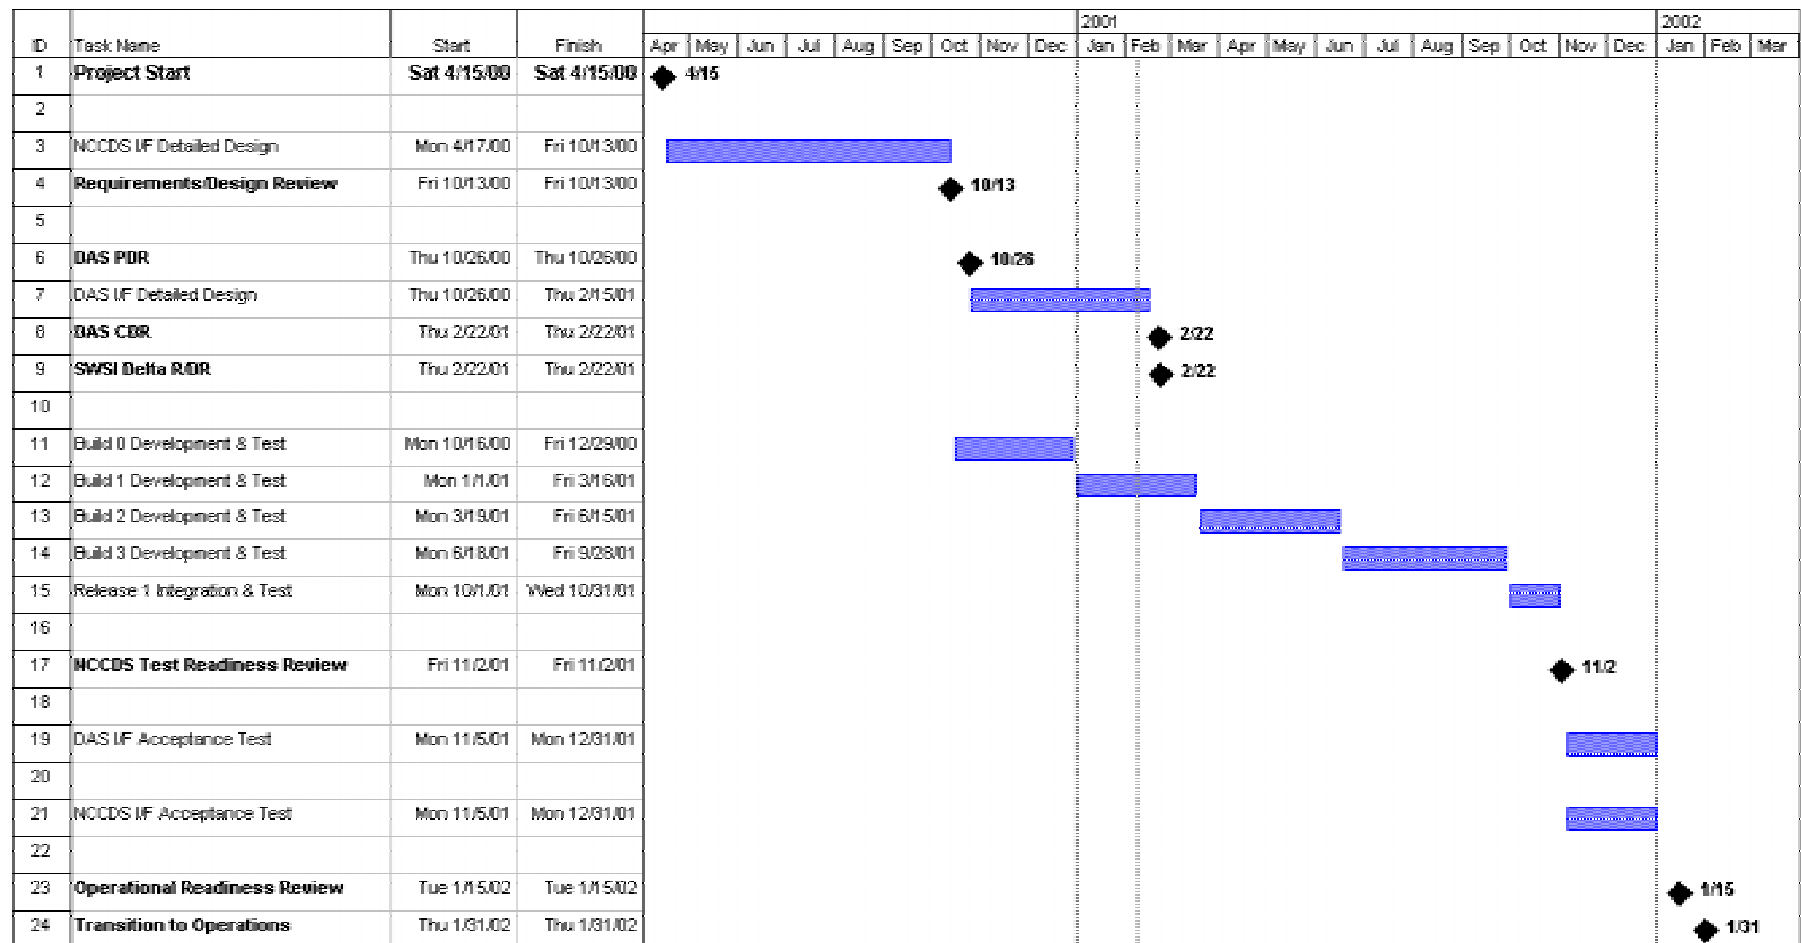 2001 2002
ID Task Name Start Finish Apr May Jun Jul Aug Sep Oct Nov Dec Jan Feb Mar Apr May Jun Jul Aug Sep Oct Nov Dec Jan Feb Mar
1 Project Start Sat 4/15/00 Sat 4/15/00 4/15
2
3 NCCDS I/F Detailed Design Mon 4/17/00 Fri 10/13/00
4 Requirements/Design Review Fri 10/13/00 Fri 10/13/00 10/13
5
6 DAS PDR Thu 10/26/00 Thu 10/26/00 10/26
7 DAS I/F Detailed Design Thu 10/26/00 Thu 2/15/01
8 DAS CDR Thu 2/22/01 Thu 2/22/01 2/22
9 SWSI Delta R/DR Thu 2/22/01 Thu 2/22/01 2/22
10
11 Build 0 Development & Test Mon 10/16/00 Fri 12/29/00
12 Build 1 Development & Test Mon 1/1/01 Fri 3/16/01
13 Build 2 Development & Test Mon 3/19/01 Fri 6/15/01
14 Build 3 Development & Test Mon 6/18/01 Fri 9/28/01
15 Release 1 Integration & Test Mon 10/1/01 Wed 10/31/01
16
17 NCCDS Test Readiness Review Fri 11/2/01 Fri 11/2/01 11/2
18
19 DAS I/F Acceptance Test Mon 11/5/01 Mon 12/31/01
20
21 NCCDS I/F Acceptance Test Mon 11/5/01 Mon 12/31/01
22
23 Operational Readiness Review Tue 1/15/02 Tue 1/15/02 1/15
24 Transition to Operations Thu 1/31/02 Thu 1/31/02 1/31